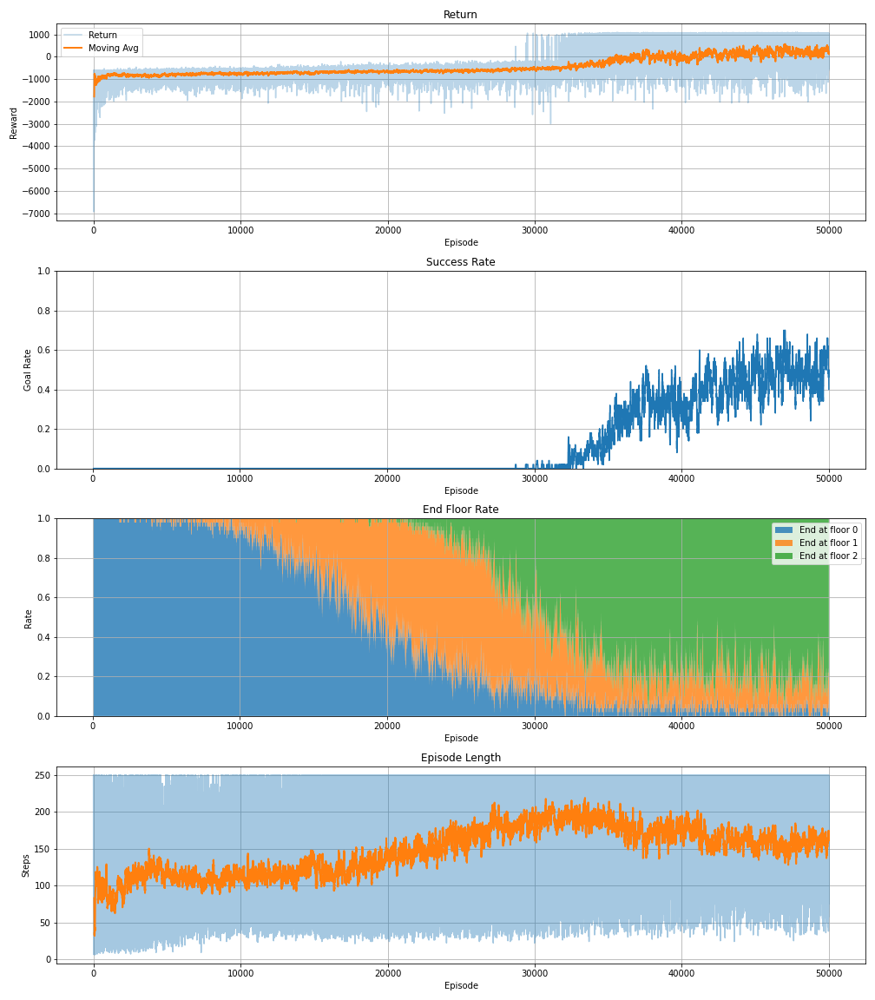 Return
1000
0
−1000
−2000
−3000
−4000
−5000
−6000
−7000
Reward
Return
Moving Avg
0 10000 20000 30000 40000 50000
Episode
Success Rate
1.0
0.8
0.6
0.4
0.2
0.0
Goal Rate
0 10000 20000 30000 40000 50000
Episode
End Floor Rate
1.0
0.8
0.6
0.4
0.2
0.0
Rate
End at floor 0
End at floor 1
End at floor 2
0 10000 20000 30000 40000 50000
Episode
Episode Length
250
200
150
100
50
0
Steps
0 10000 20000 30000 40000 50000
Episode